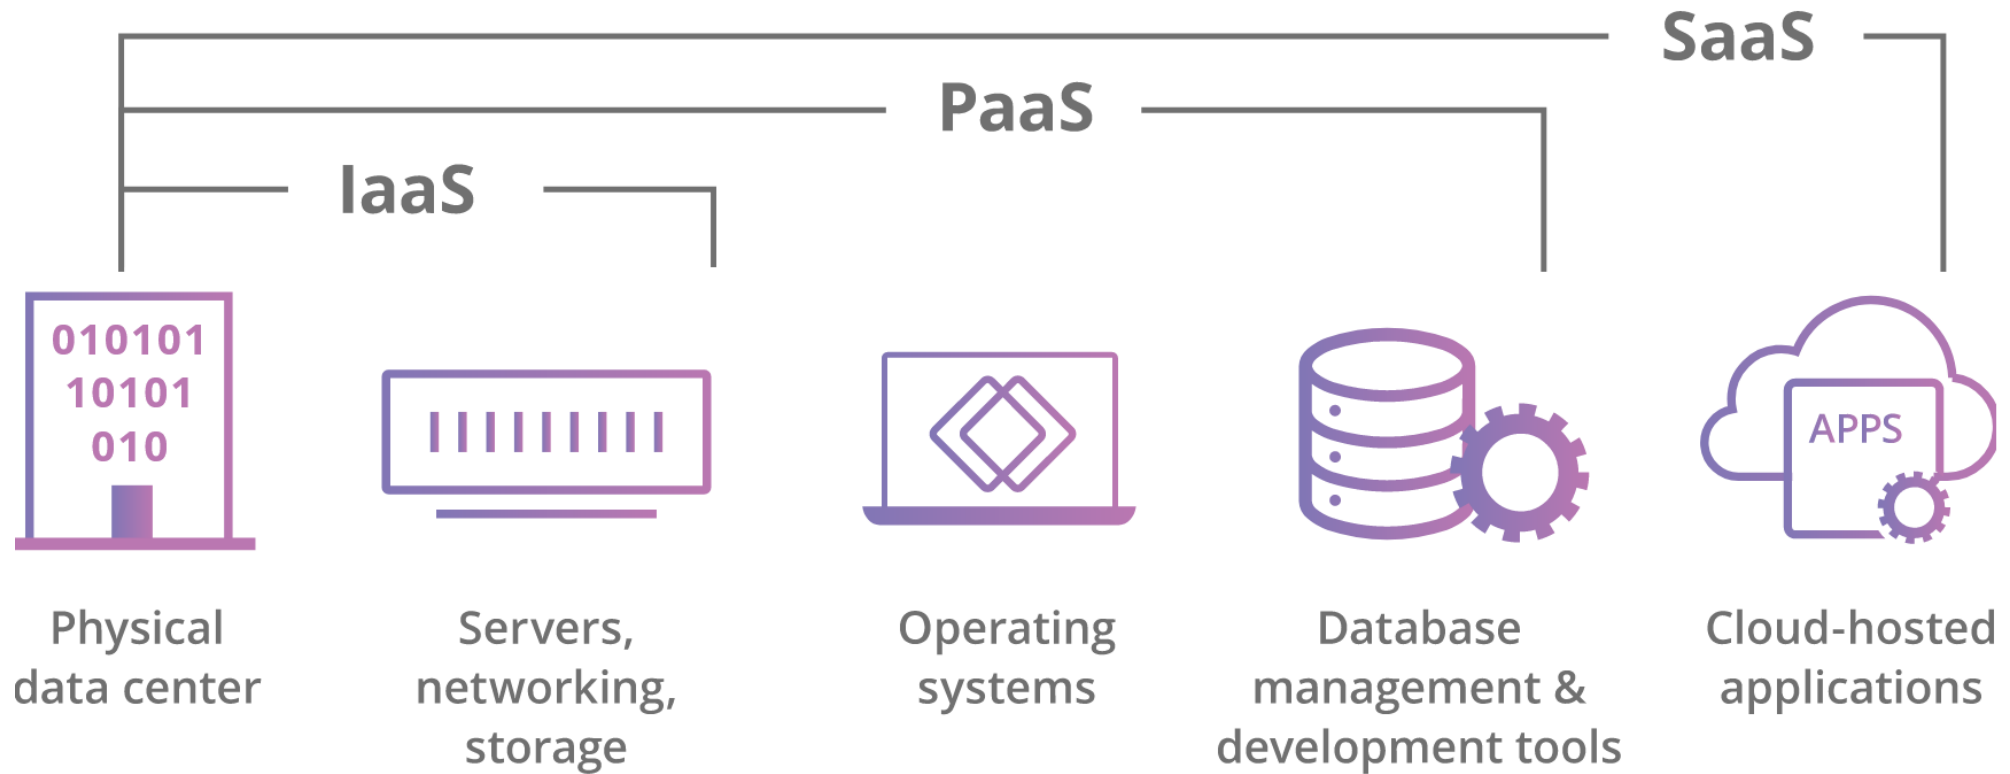 SaaS
PaaS
IaaS
010101
10101
010
APPS
Physical
data center
Servers,
networking,
storage
Operating
systems
Database
management &
development tools
Cloud-hosted
applications